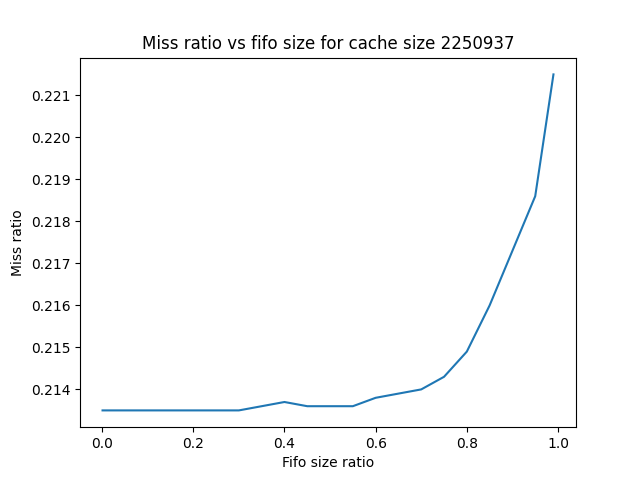 Miss ratio vs fifo size for cache size 2250937
0.221
0.220
0.219
0.218
0.217
0.216
0.215
0.214
Miss ratio
0.0 0.2 0.4 0.6 0.8 1.0
Fifo size ratio